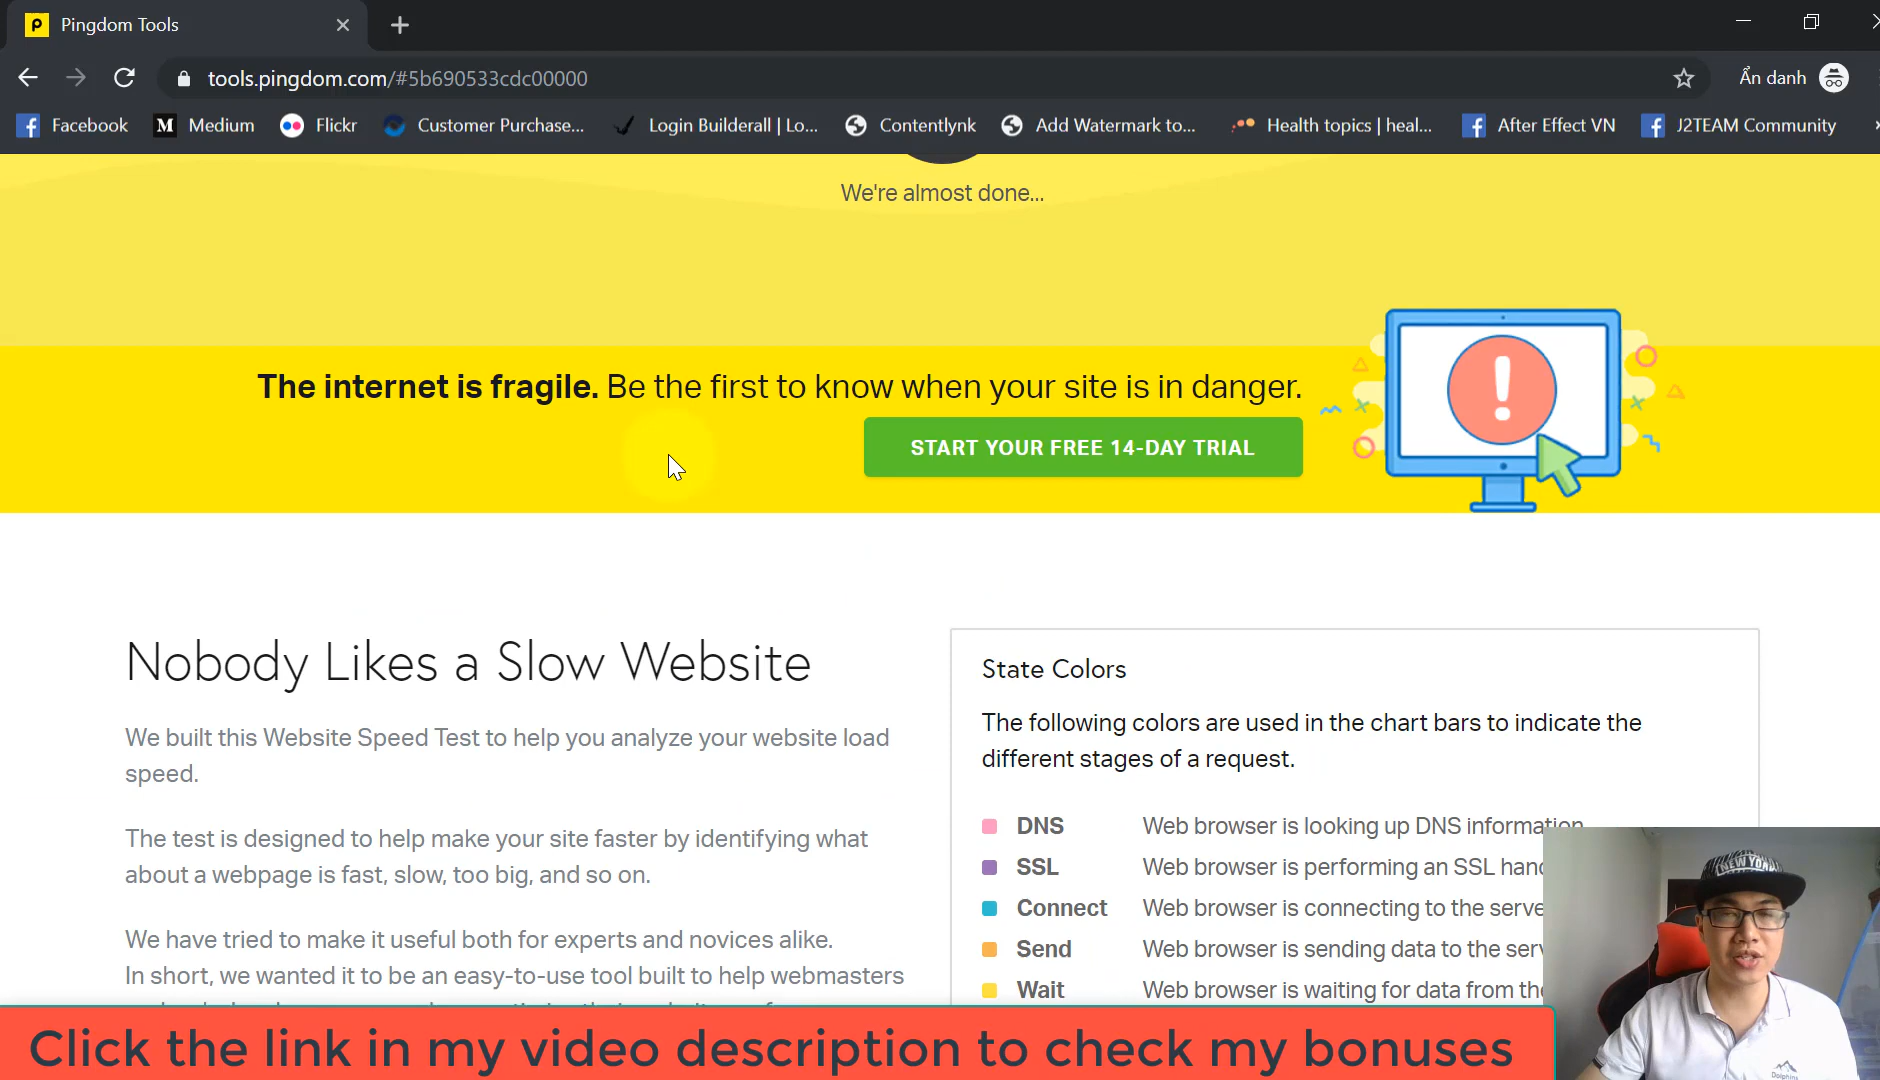 Pingdom Tools
tools.pingdom.com/#5b690533cdc00000
Ẩn danh
Facebook
Medium
Flickr
Customer Purchase...
Login Builderall | Lo...
Contentlynk
Add Watermark to...
Health topics | heal...
After Effect VN
J2TEAM Community
We're almost done...
The internet is fragile. Be the first to know when your site is in danger.
START YOUR FREE 14-DAY TRIAL
Nobody Likes a Slow Website
We built this Website Speed Test to help you analyze your website load
speed.
The test is designed to help make your site faster by identifying what
about a webpage is fast, slow, too big, and so on.
We have tried to make it useful both for experts and novices alike.
In short, we wanted it to be an easy-to-use tool built to help webmasters
State Colors
The following colors are used in the chart bars to indicate the
different stages of a request.
DNS Web browser is looking up DNS information
SSL Web browser is performing an SSL
Connect Web browser is connecting to the
Send Web browser is sending data to the
Wait Web browser is waiting for data from
NEW YORK
Click the link in my video description to check my bonuses